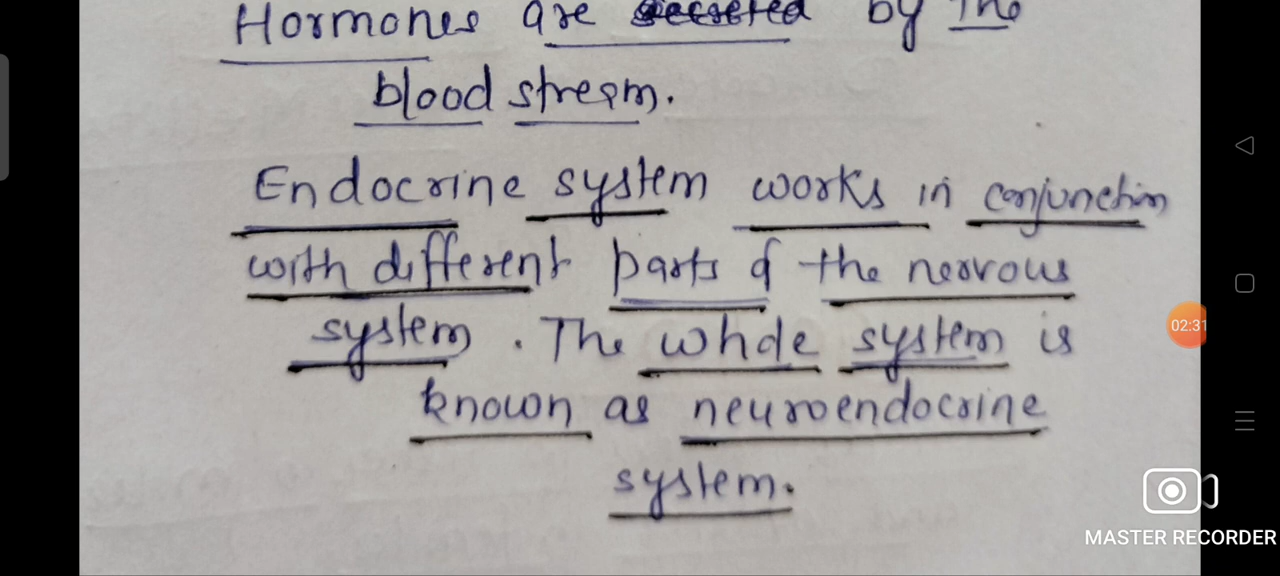 Hormones are secreted by the
blood stream.
Endocrine system works in conjunction
with different parts of the nervous
system. The whole system is
known as neuroendocrine
system.
02:31
MASTER RECORDER